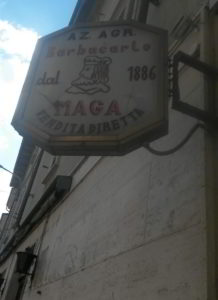 AZ. AGR.
Barbacarlo
dal 1886
MAGA
VENDITA DIRETTA